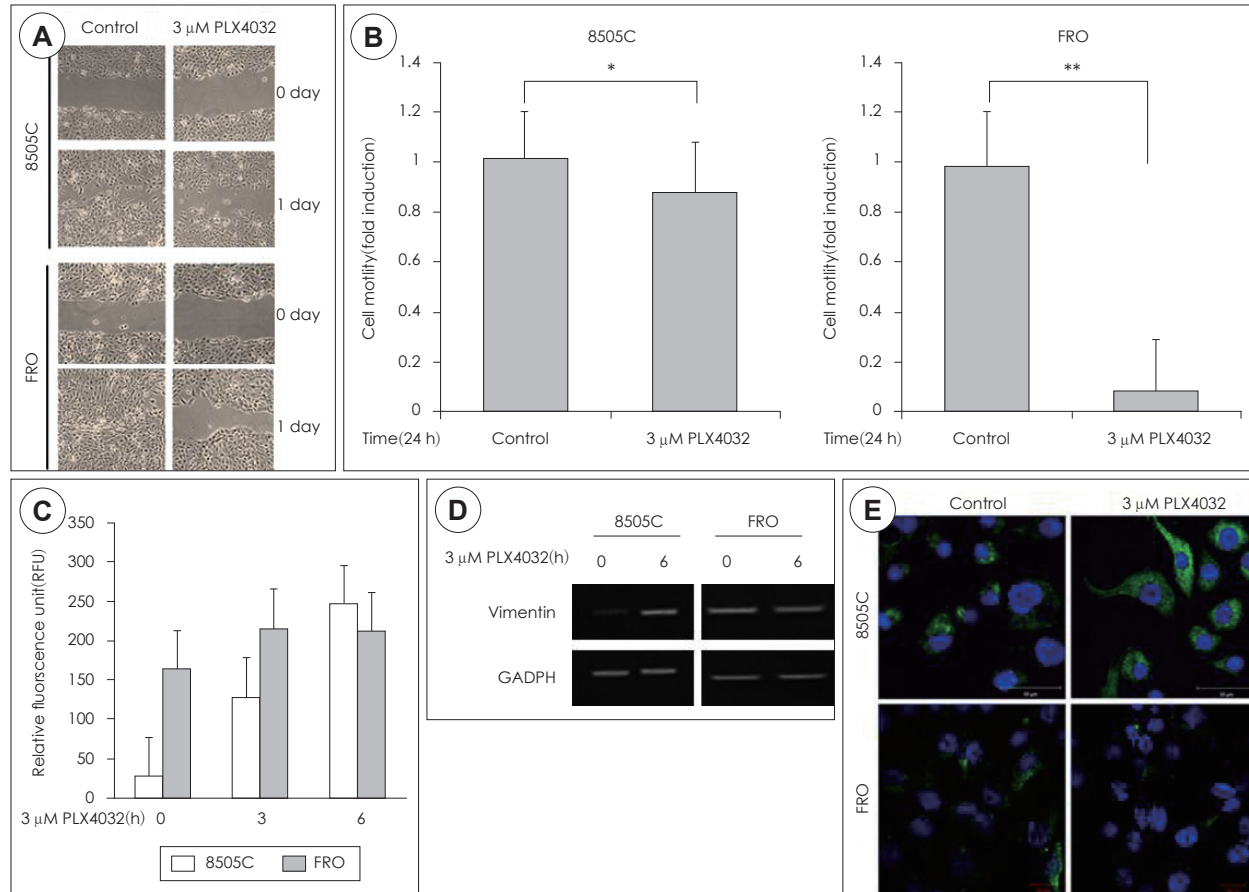 A
Control 3 μM PLX4032
8505C
0 day
1 day
FRO
0 day
1 day
B
8505C
Cell motlity(fold induction)
1.4
1.2
1
0.8
0.6
0.4
0.2
0
*
Time(24 h) Control 3 μM PLX4032
FRO
Cell motlity(fold induction)
1.4
1.2
1
0.8
0.6
0.4
0.2
0
**
Time(24 h) Control 3 μM PLX4032
C
Relative fluorescence unit(RFU)
350
300
250
200
150
100
50
0
3 μM PLX4032(h) 0 3 6
8505C FRO
D
8505C FRO
3 μM PLX4032(h) 0 6 0 6
Vimentin
GADPH
E
Control 3 μM PLX4032
8505C
FRO